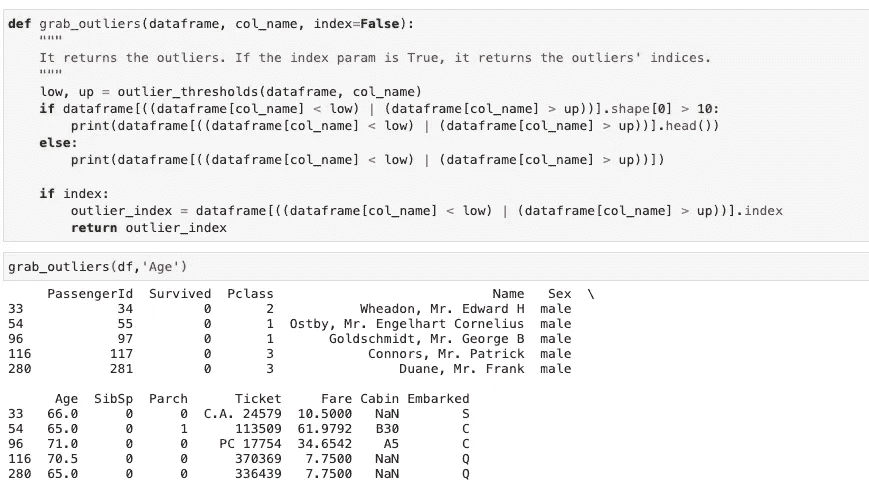 def grab_outliers(dataframe, col_name, index=False):
    """
    It returns the outliers. If the index param is True, it returns the outliers' indices.
    """
    low, up = outlier_thresholds(dataframe, col_name)
    if dataframe[((dataframe[col_name] < low) | (dataframe[col_name] > up))].shape[0] > 10:
        print(dataframe[((dataframe[col_name] < low) | (dataframe[col_name] > up))].head())
    else:
        print(dataframe[((dataframe[col_name] < low) | (dataframe[col_name] > up))])

    if index:
        outlier_index = dataframe[((dataframe[col_name] < low) | (dataframe[col_name] > up))].index
        return outlier_index
grab_outliers(df,'Age')
     PassengerId  Survived  Pclass                           Name   Sex  \
33            34         0       2            Wheadon, Mr. Edward H  male
54            55         0       1   Ostby, Mr. Engelhart Cornelius  male
96            97         0       1        Goldschmidt, Mr. George B  male
116          117         0       3             Connors, Mr. Patrick  male
280          281         0       3                 Duane, Mr. Frank  male

      Age  SibSp  Parch      Ticket     Fare Cabin Embarked
33   66.0      0      0  C.A. 24579  10.5000   NaN        S
54   65.0      0      1      113509  61.9792   B30        C
96   71.0      0      0    PC 17754  34.6542    A5        C
116  70.5      0      0      370369   7.7500   NaN        Q
280  65.0      0      0      336439   7.7500   NaN        Q